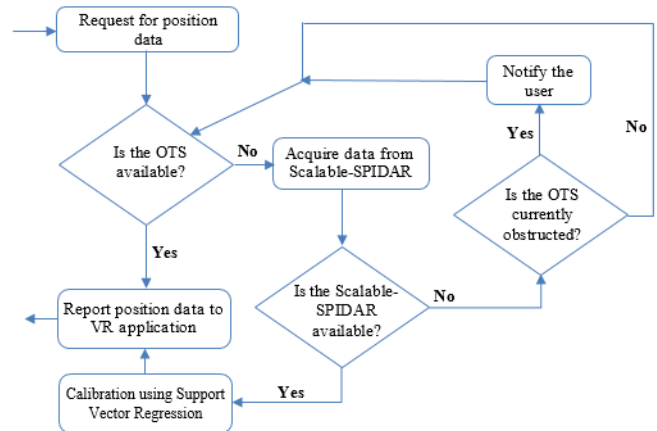 Request for position
data
Notify the
user
No
Yes
Is the OTS
available?
No
Acquire data from
Scalable-SPIDAR
Is the OTS
currently
obstructed?
Yes
Report position data to
VR application
Is the Scalable-
SPIDAR
available?
No
Calibration using Support
Vector Regression
Yes